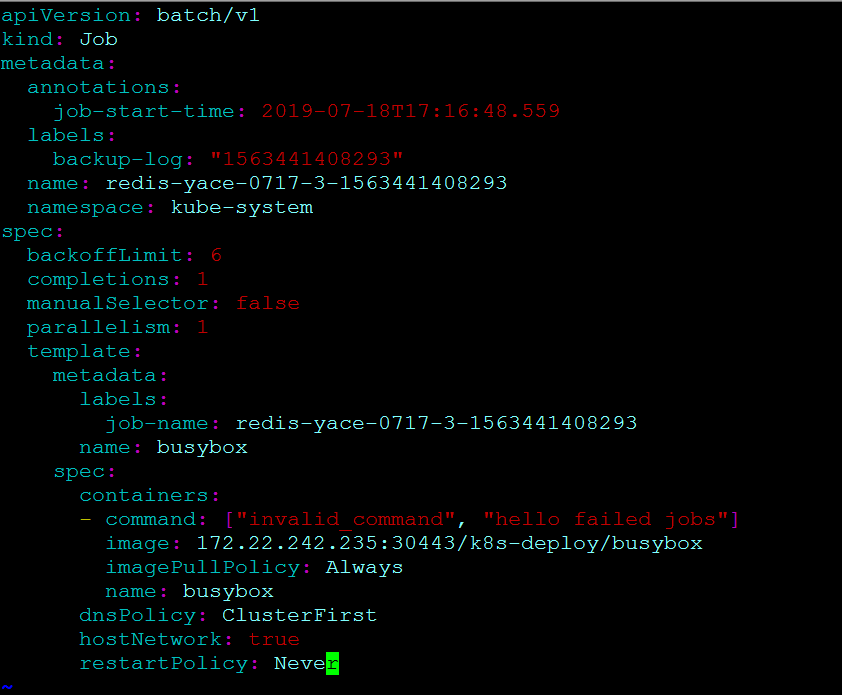 apiVersion: batch/v1
kind: Job
metadata:
  annotations:
    job-start-time: 2019-07-18T17:16:48.559
  labels:
    backup-log: "1563441408293"
  name: redis-yace-0717-3-1563441408293
  namespace: kube-system
spec:
  backoffLimit: 6
  completions: 1
  manualSelector: false
  parallelism: 1
  template:
    metadata:
      labels:
        job-name: redis-yace-0717-3-1563441408293
      name: busybox
    spec:
      containers:
      - command: ["invalid_command", "hello failed jobs"]
        image: 172.22.242.235:30443/k8s-deploy/busybox
        imagePullPolicy: Always
        name: busybox
      dnsPolicy: ClusterFirst
      hostNetwork: true
      restartPolicy: Never
~